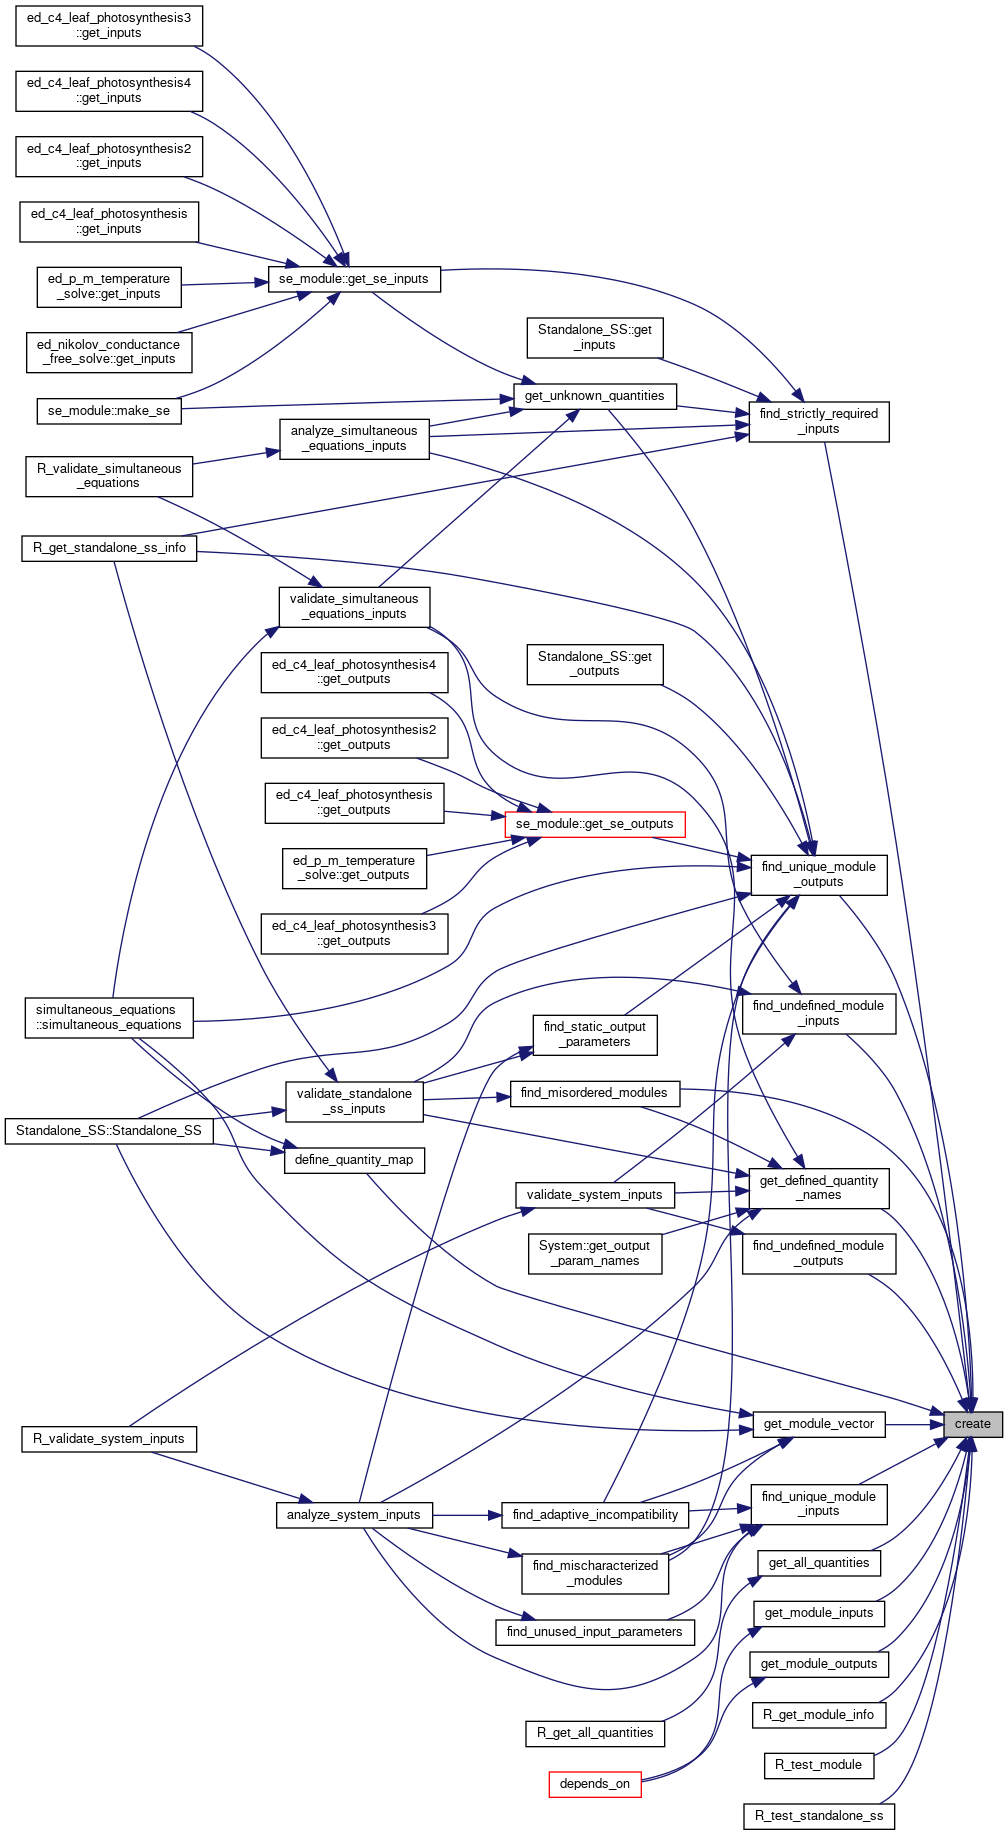 ed_c4_leaf_photosynthesis3
::get_inputs
ed_c4_leaf_photosynthesis4
::get_inputs
ed_c4_leaf_photosynthesis2
::get_inputs
ed_c4_leaf_photosynthesis
::get_inputs
se_module::get_se_inputs
ed_p_m_temperature
_solve::get_inputs
Standalone_SS::get
_inputs
ed_nikolov_conductance
_free_solve::get_inputs
get_unknown_quantities
se_module::make_se
find_strictly_required
_inputs
analyze_simultaneous
_equations_inputs
R_validate_simultaneous
_equations
R_get_standalone_ss_info
validate_simultaneous
_equations_inputs
Standalone_SS::get
_outputs
ed_c4_leaf_photosynthesis4
::get_outputs
ed_c4_leaf_photosynthesis2
::get_outputs
ed_c4_leaf_photosynthesis
::get_outputs
se_module::get_se_outputs
ed_p_m_temperature
_solve::get_outputs
find_unique_module
_outputs
ed_c4_leaf_photosynthesis3
::get_outputs
simultaneous_equations
::simultaneous_equations
find_undefined_module
_inputs
find_static_output
_parameters
validate_standalone
_ss_inputs
find_misordered_modules
Standalone_SS::Standalone_SS
define_quantity_map
get_defined_quantity
_names
validate_system_inputs
System::get_output
_param_names
find_undefined_module
_outputs
R_validate_system_inputs
get_module_vector
create
analyze_system_inputs
find_adaptive_incompatibility
find_unique_module
_inputs
find_mischaracterized
_modules
get_all_quantities
find_unused_input_parameters
get_module_inputs
get_module_outputs
R_get_all_quantities
R_get_module_info
depends_on
R_test_module
R_test_standalone_ss